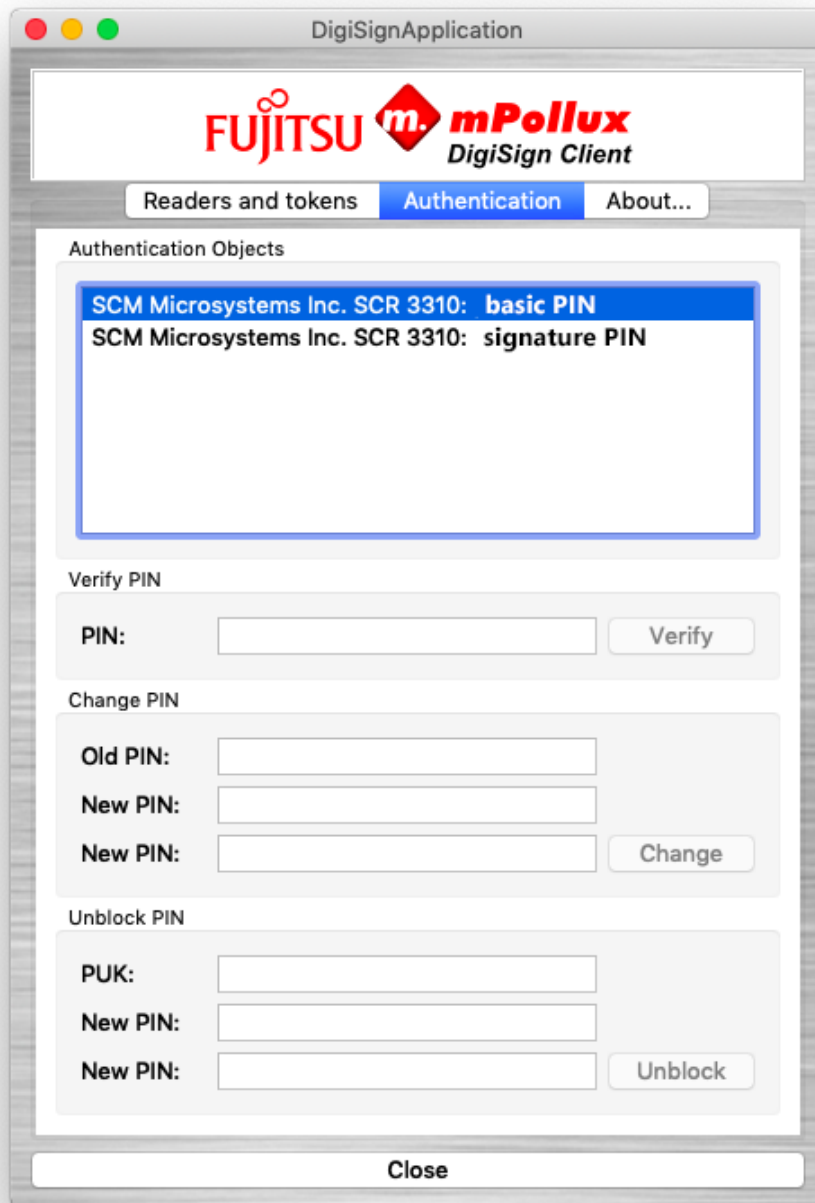 DigiSignApplication
FUJITSU m. mPollux
DigiSign Client
Readers and tokens Authentication About...
Authentication Objects
SCM Microsystems Inc. SCR 3310: basic PIN
SCM Microsystems Inc. SCR 3310: signature PIN
Verify PIN
PIN: Verify
Change PIN
Old PIN:
New PIN:
New PIN: Change
Unblock PIN
PUK:
New PIN:
New PIN: Unblock
Close